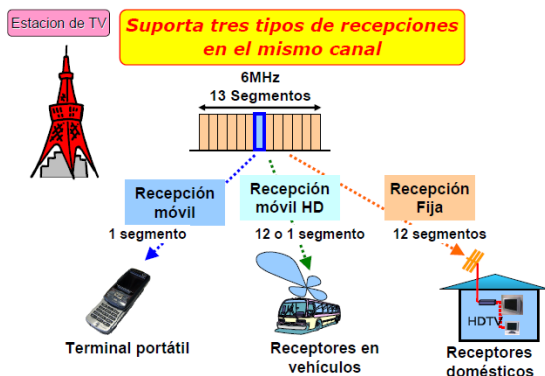 Estacion de TV
Suporta tres tipos de recepciones
en el mismo canal
6MHz
13 Segmentos
Recepción
móvil
Recepción
móvil HD
Recepción
Fija
1 segmento
12 o 1 segmento
12 segmentos
HDTV
Terminal portátil
Receptores en
vehículos
Receptores
domésticos